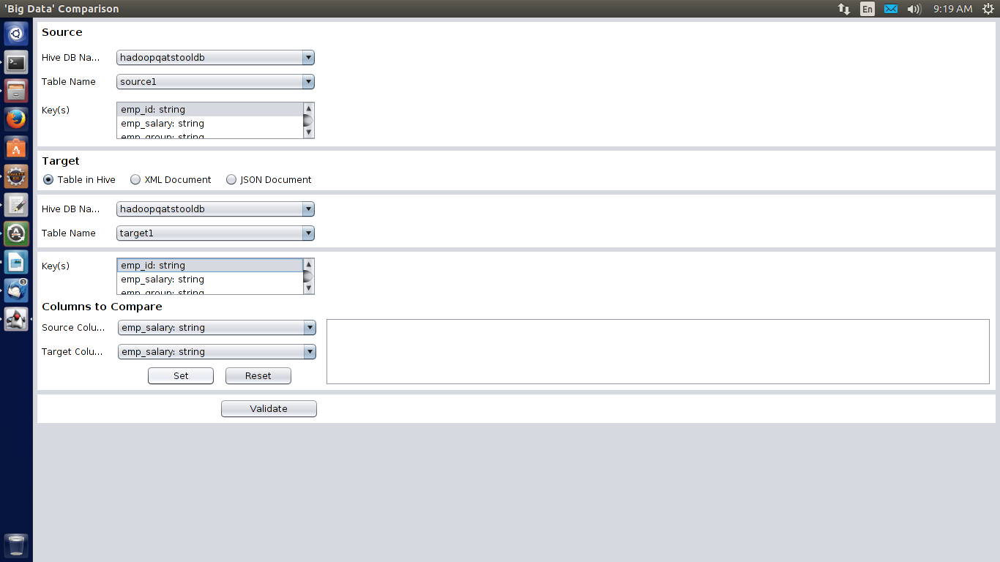 'Big Data' Comparison En 9:19 AM
Source
Hive DB Na... hadoopqatstooldb
Table Name source1
Key(s) emp_id: string
emp_salary: string
emp_group: string
Target
Table in Hive XML Document JSON Document
Hive DB Na... hadoopqatstooldb
Table Name target1
Key(s) emp_id: string
emp_salary: string
emp_group: string
Columns to Compare
Source Colu... emp_salary: string
Target Colu... emp_salary: string
Set Reset
Validate